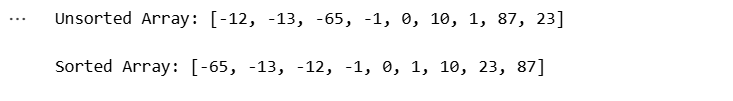 Unsorted Array: [-12, -13, -65, -1, 0, 10, 1, 87, 23]
Sorted Array: [-65, -13, -12, -1, 0, 1, 10, 23, 87]